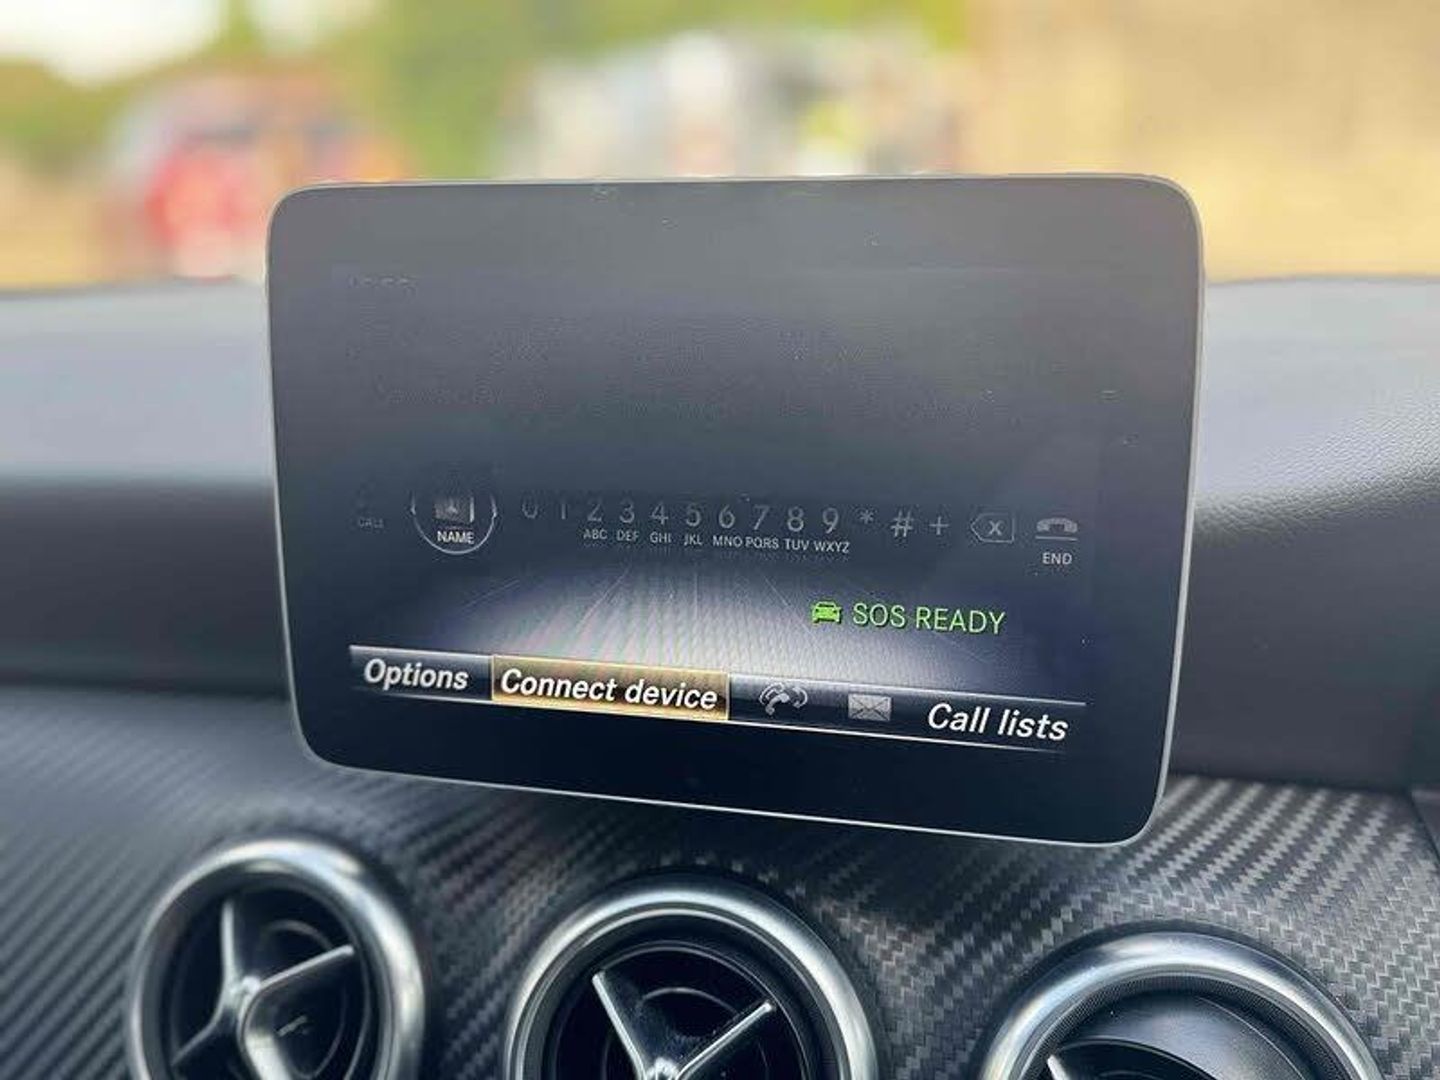 CALL
NAME
0 1 2 3 4 5 6 7 8 9 * # +
ABC DEF GHI JKL MNO PQRS TUV WXYZ
X
END
SOS READY
Options
Connect device
Call lists